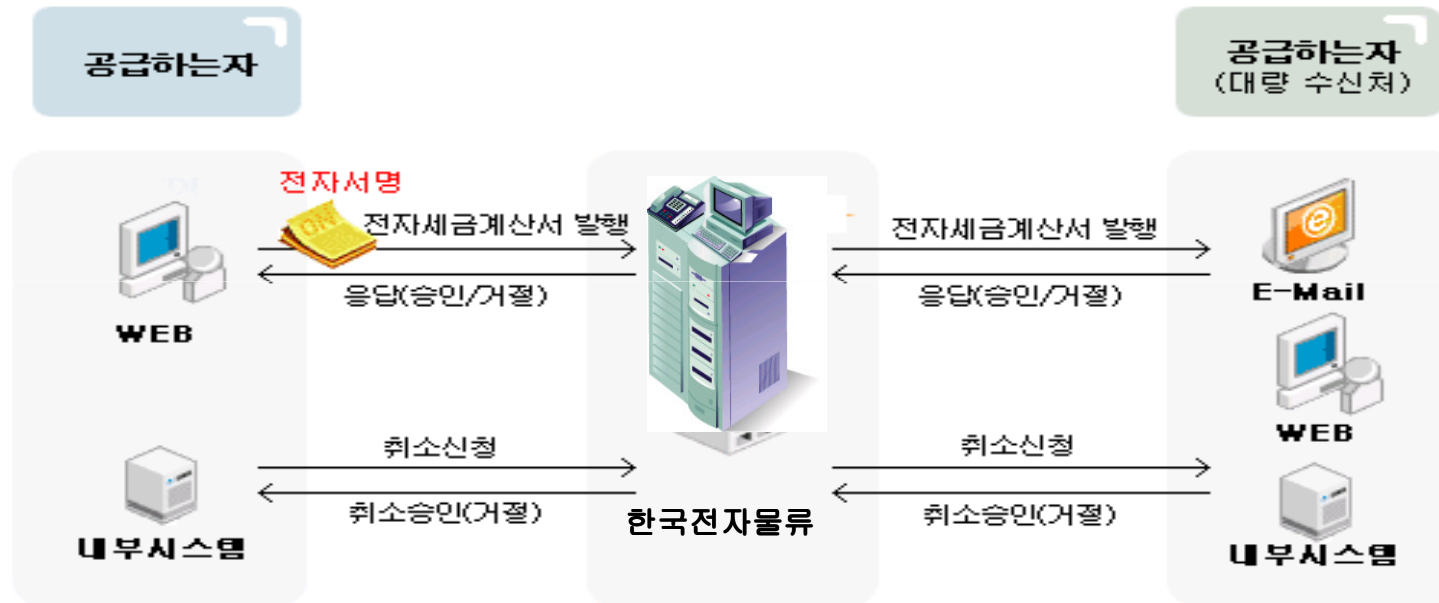 공급하는자
공급하는자
(대량 수신처)
전자서명
전자세금계산서 발행
전자세금계산서 발행
응답(승인/거절)
응답(승인/거절)
E-Mail
WEB
WEB
취소신청
취소신청
취소승인(거절)
한국전자물류
취소승인(거절)
내부시스템
내부시스템